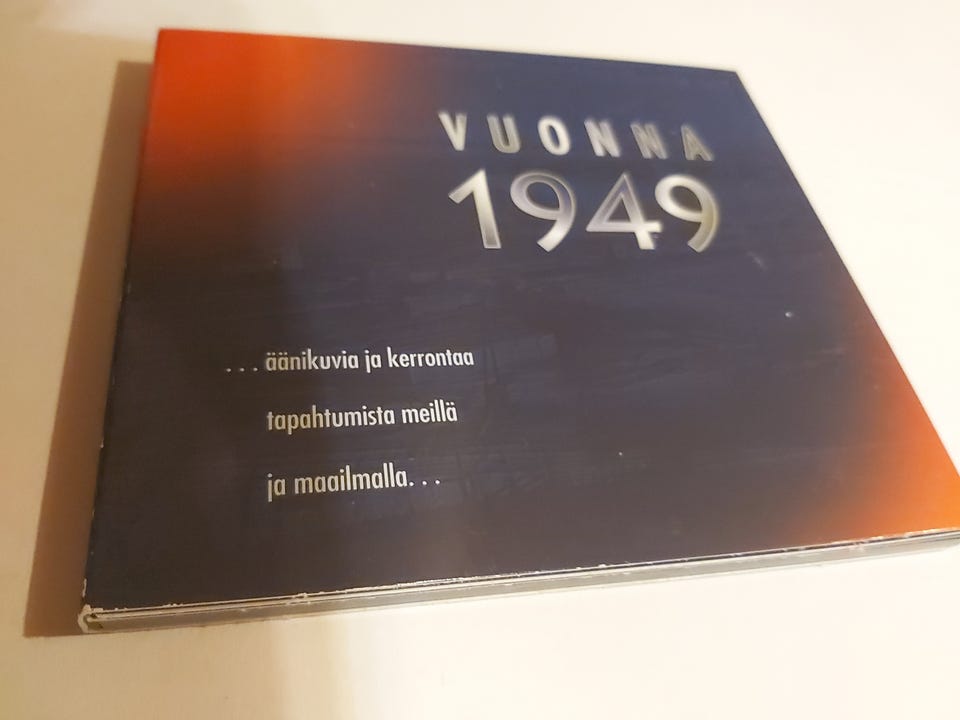 VUONNA
1949
...äänikuvia ja kerrontaa
tapahtumista meillä
ja maailmalla...